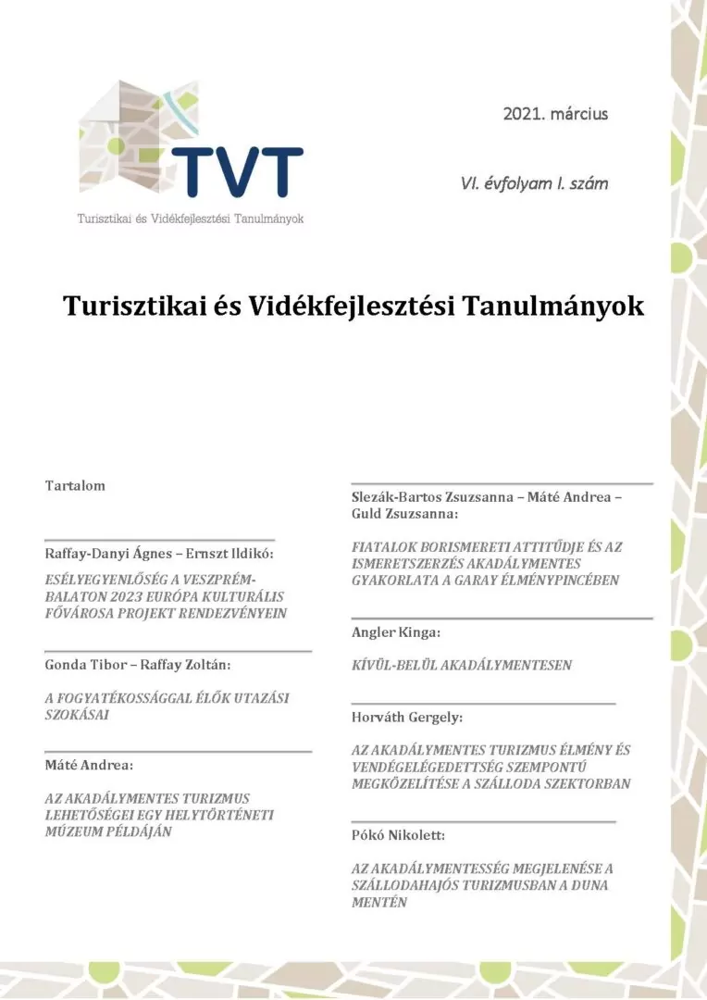 2021. március
TVT
VI. évfolyam I. szám
Turisztikai és Vidékfejlesztési Tanulmányok
Turisztikai és Vidékfejlesztési Tanulmányok
Tartalom
Raffay-Danyi Ágnes – Ernszt Ildikó:
ESÉLYEGYENLŐSÉG A VESZPRÉM-
BALATON 2023 EURÓPA KULTURÁLIS
FŐVÁROSA PROJEKT RENDEZVÉNYEIN
Gonda Tibor – Raffay Zoltán:
A FOGYATÉKOSSÁGGAL ÉLŐK UTAZÁSI
SZOKÁSAI
Máté Andrea:
AZ AKADÁLYMENTES TURIZMUS
LEHETŐSÉGEI EGY HELYTÖRTÉNETI
MÚZEUM PÉLDÁJÁN
Slezák-Bartos Zsuzsanna – Máté Andrea –
Guld Zsuzsanna:
FIATALOK BORISMERETI ATTITŰDJE ÉS AZ
ISMERETSZERZÉS AKADÁLYMENTES
GYAKORLATA A GARAY ÉLMÉNYPINCÉBEN
Angler Kinga:
KÍVÜL-BELÜL AKADÁLYMENTESEN
Horváth Gergely:
AZ AKADÁLYMENTES TURIZMUS ÉLMÉNY ÉS
VENDÉGELÉGEDETTSÉG SZEMPONTÚ
MEGKÖZELÍTÉSE A SZÁLLODA SZEKTORBAN
Pókó Nikolett:
AZ AKADÁLYMENTESSÉG MEGJELENÉSE A
SZÁLLODAHAJÓS TURIZMUSBAN A DUNA
MENTÉN